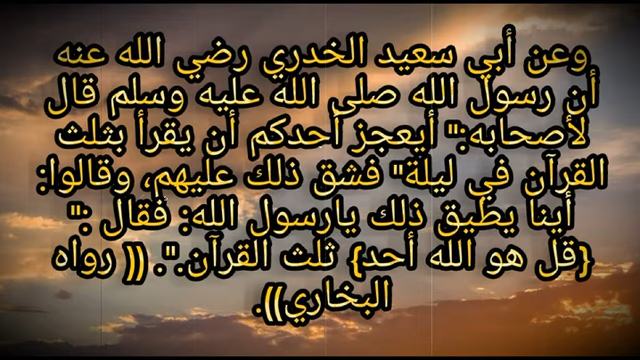 وعن أبي سعيد الخدري رضي الله عنه
أن رسول الله صلى الله عليه وسلم قال
لأصحابه:" أيعجز أحدكم أن يقرأ بثلث
القرآن في ليلة" فشق ذلك عليهم، وقالوا:
أينا يطيق ذلك يارسول الله: فقال :"
{قل هو الله أحد} ثلث القرآن.". (( رواه
البخاري)).